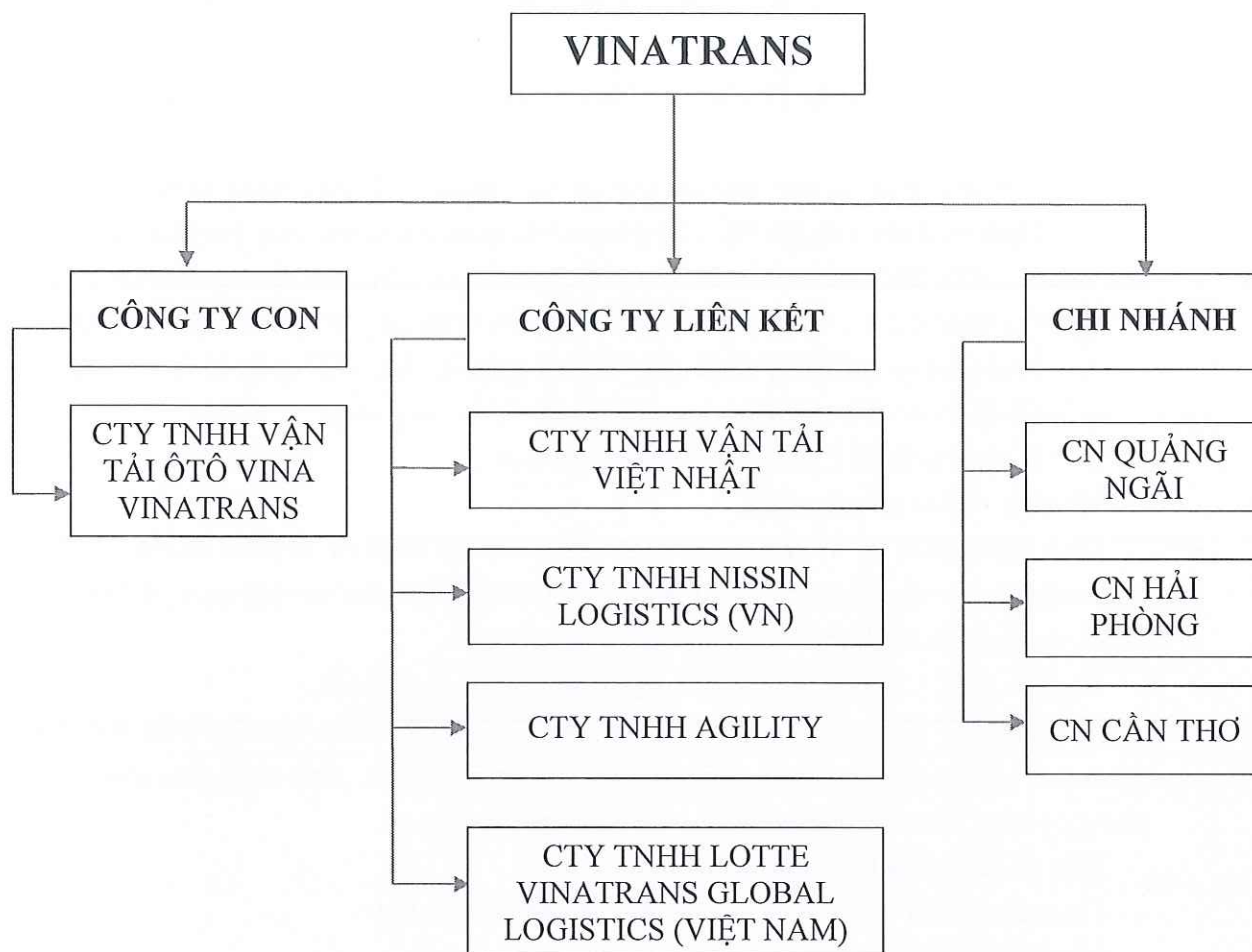 VINATRANS
CÔNG TY CON
CTY TNHH VẬN
TẢI ÔTÔ VINA
VINATRANS
CÔNG TY LIÊN KẾT
CTY TNHH VẬN TẢI
VIỆT NHẬT
CTY TNHH NISSIN
LOGISTICS (VN)
CTY TNHH AGILITY
CTY TNHH LOTTE
VINATRANS GLOBAL
LOGISTICS (VIỆT NAM)
CHI NHÁNH
CN QUẢNG
NGÃI
CN HẢI
PHÒNG
CN CẦN THƠ